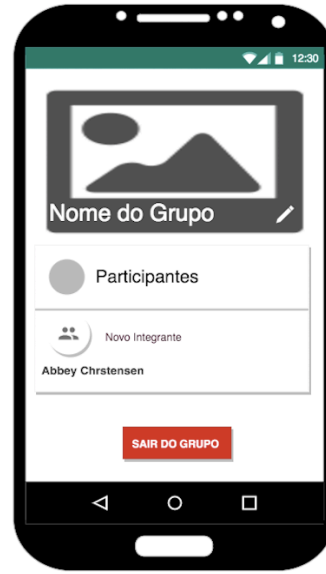 12:30
Nome do Grupo
Participantes
Novo Integrante
Abbey Chrstensen
SAIR DO GRUPO